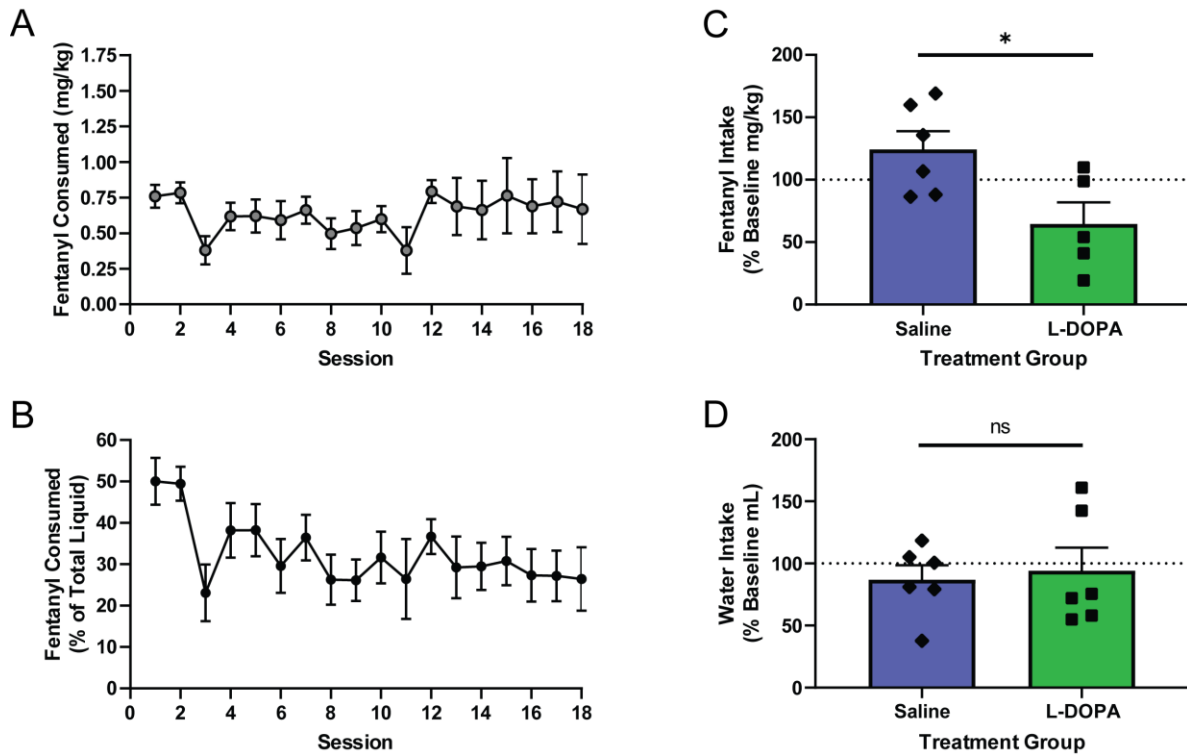 A
Fentanyl Consumed (mg/kg)
1.75
1.50
1.25
1.00
0.75
0.50
0.25
0.00
0 2 4 6 8 10 12 14 16 18
Session
B
Fentanyl Consumed
(% of Total Liquid)
60
50
40
30
20
10
0
0 2 4 6 8 10 12 14 16 18
Session
C
*
Fentanyl Intake
(% Baseline mg/kg)
200
150
100
50
0
Saline L-DOPA
Treatment Group
D
ns
Water Intake
(% Baseline mL)
200
150
100
50
0
Saline L-DOPA
Treatment Group